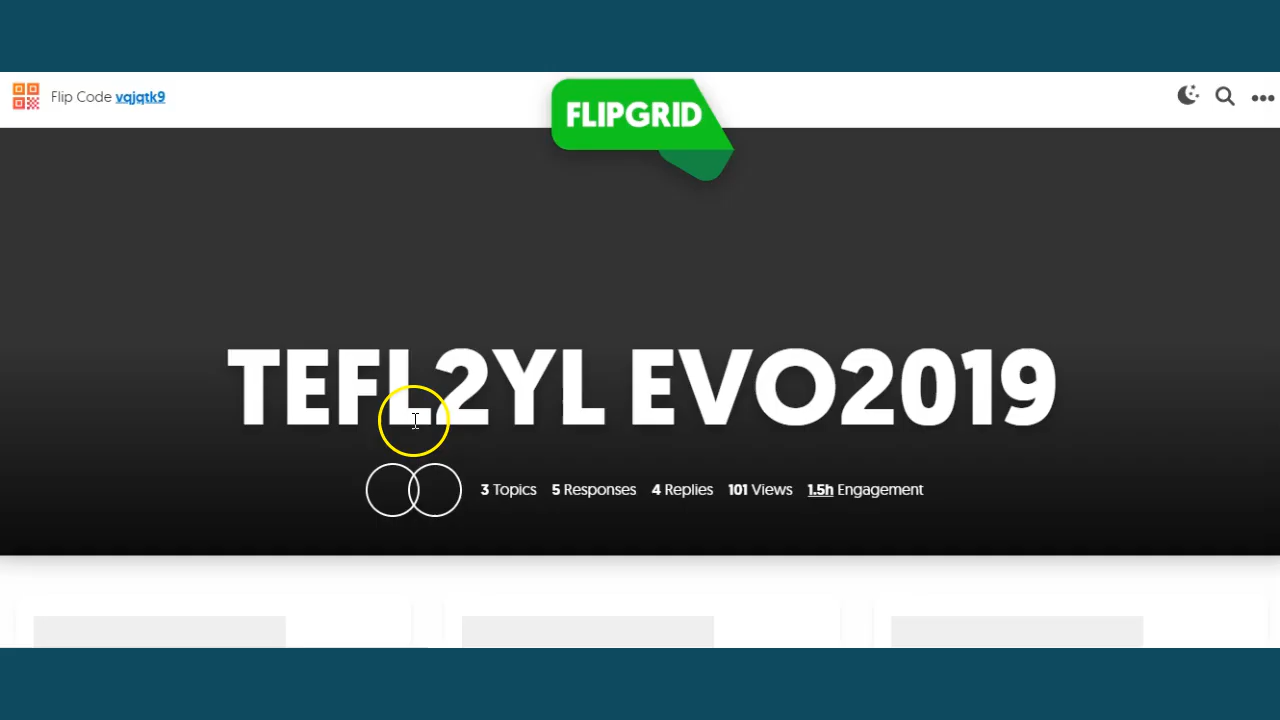 Flip Code vqjqtk9
FLIPGRID
TEFL2YL EVO2019
3 Topics 5 Responses 4 Replies 101 Views 1.5h Engagement